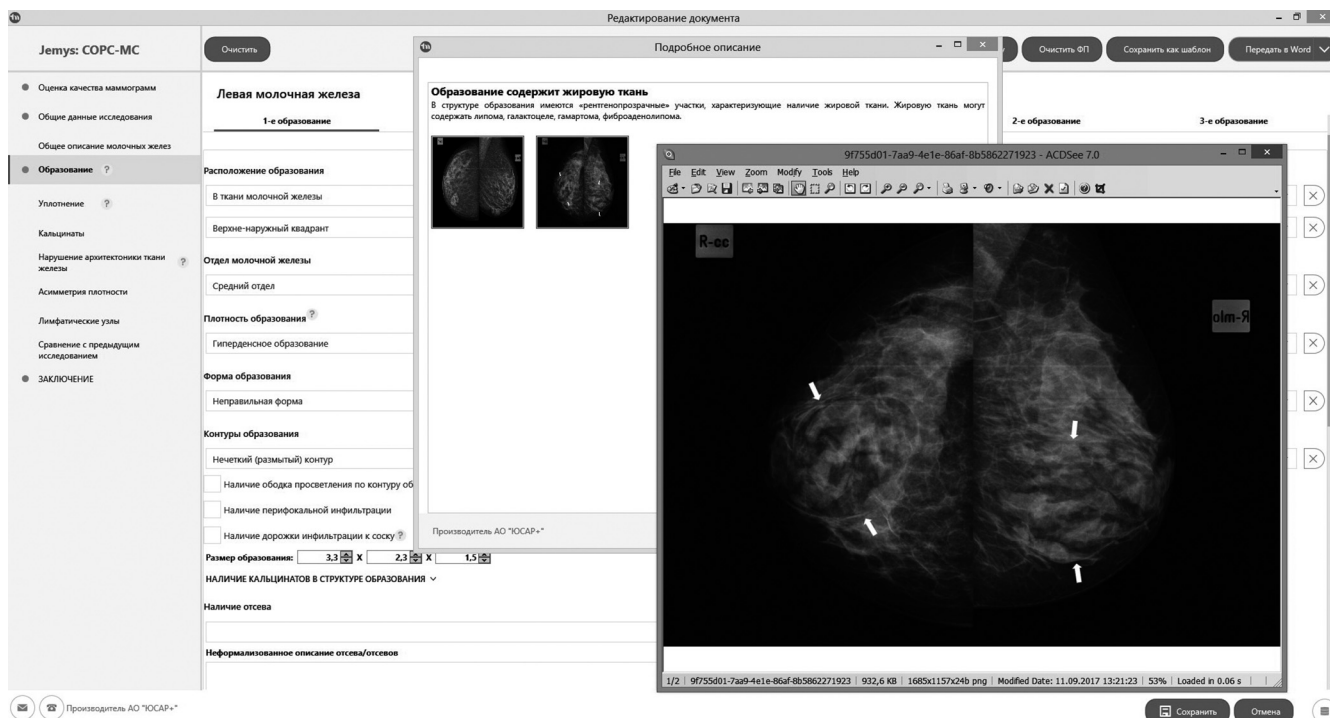 Редактирование документа
Jemys: СОРС-МС
Очистить
Очистить ФП
Сохранить как шаблон
Передать в Word
Оценка качества маммограмм
Общие данные исследования
Общее описание молочных желез
Образование ?
Уплотнение ?
Кальцинаты
Нарушение архитектоники ткани
железы
?
Асимметрия плотности
Лимфатические узлы
Сравнение с предыдущим
исследованием
ЗАКЛЮЧЕНИЕ
Левая молочная железа
1-е образование
2-е образование
3-е образование
Расположение образования
В ткани молочной железы
Верхне-наружный квадрант
Отдел молочной железы
Средний отдел
Плотность образования ?
Гиперденсное образование
Форма образования
Неправильная форма
Контуры образования
Нечеткий (размытый) контур
Наличие ободка просветления по контуру об
Наличие перифокальной инфильтрации
Наличие дорожки инфильтрации к соску ?
Размер образования: 3,3 X 2,3 X 1,5
НАЛИЧИЕ КАЛЬЦИНАТОВ В СТРУКТУРЕ ОБРАЗОВАНИЯ
Наличие отсева
Неформализованное описание отсева/отсевов
Подробное описание
Образование содержит жировую ткань
В структуре образования имеются «рентгенопрозрачные» участки, характеризующие наличие жировой ткани. Жировую ткань могут
содержать липома, галактоцеле, гамартома, фиброаденолипома.
Производитель АО "ЮСАР+"
9f755d01-7aa9-4e1e-86af-8b5862271923 - ACDSee 7.0
File Edit View Zoom Modify Tools Help
R-cc
R-mlo
1/2 9f755d01-7aa9-4e1e-86af-8b5862271923 932,6 KB 1685x1157x24b png Modified Date: 11.09.2017 13:21:23 53% Loaded in 0.06 s
Производитель АО "ЮСАР+"
Сохранить
Отмена